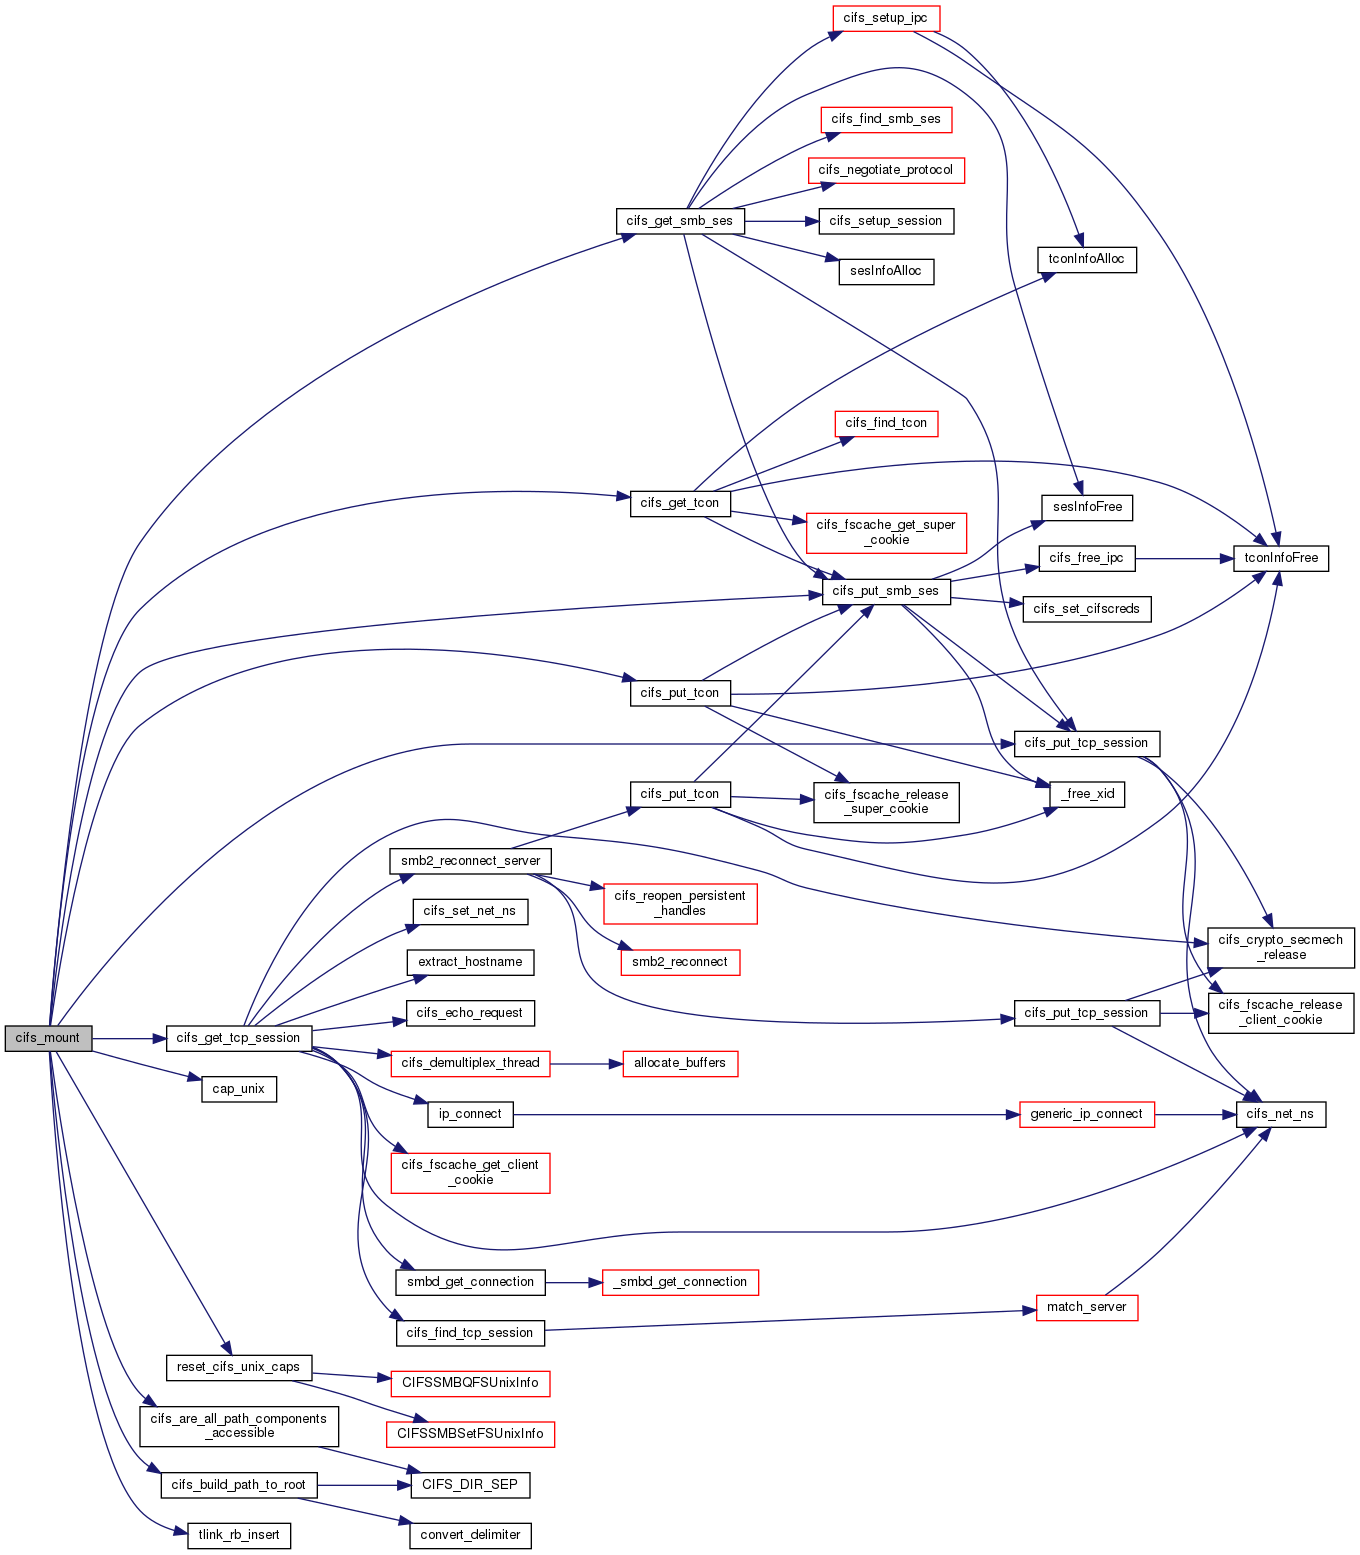 cifs_setup_ipc
cifs_find_smb_ses
cifs_negotiate_protocol
cifs_get_smb_ses
cifs_setup_session
tconInfoAlloc
sesInfoAlloc
cifs_find_tcon
cifs_get_tcon
sesInfoFree
cifs_fscache_get_super
_cookie
cifs_free_ipc
tconInfoFree
cifs_put_smb_ses
cifs_set_cifscreds
cifs_put_tcon
cifs_put_tcp_session
cifs_put_tcon
cifs_fscache_release
_super_cookie
_free_xid
smb2_reconnect_server
cifs_reopen_persistent
_handles
cifs_set_net_ns
cifs_crypto_secmech
_release
extract_hostname
smb2_reconnect
cifs_echo_request
cifs_put_tcp_session
cifs_fscache_release
_client_cookie
cifs_mount
cifs_get_tcp_session
cifs_demultiplex_thread
allocate_buffers
cap_unix
ip_connect
generic_ip_connect
cifs_net_ns
cifs_fscache_get_client
_cookie
smbd_get_connection
_smbd_get_connection
match_server
cifs_find_tcp_session
reset_cifs_unix_caps
CIFSSMBQFSUnixInfo
cifs_are_all_path_components
_accessible
CIFSSMBSetFSUnixInfo
cifs_build_path_to_root
CIFS_DIR_SEP
tlink_rb_insert
convert_delimiter